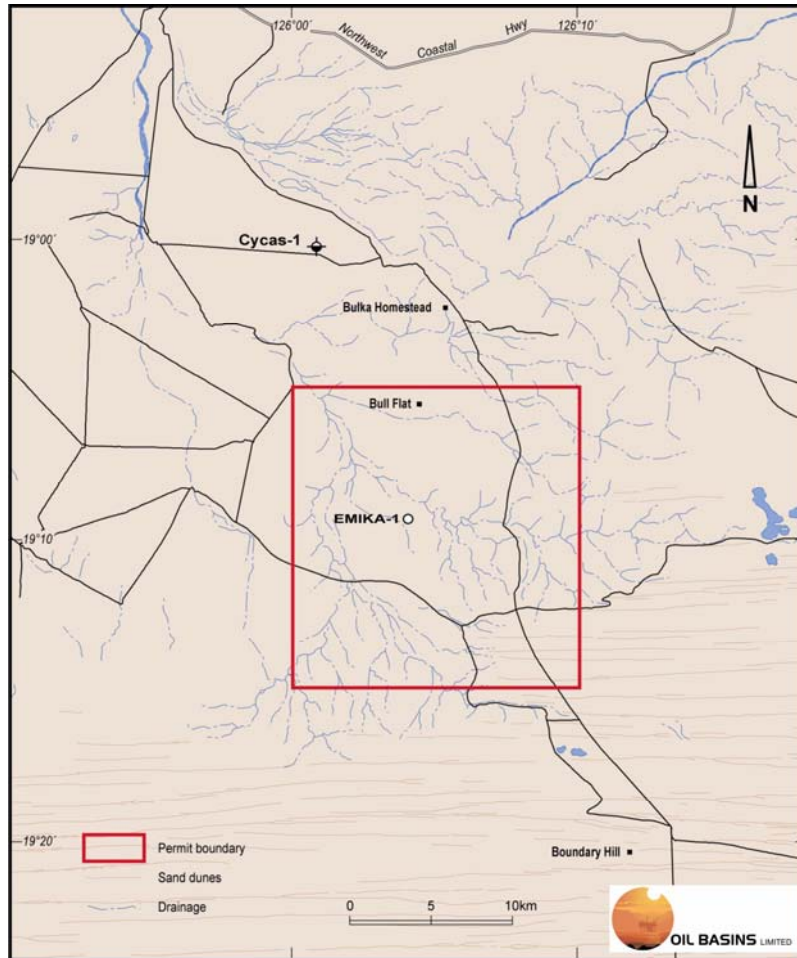 126°00'
126°10'
Northwest Coastal Hwy
N
19°00'
Cycas-1
Bulka Homestead
Bull Flat
EMIKA-1
19°10'
19°20'
Boundary Hill
Permit boundary
Sand dunes
Drainage
0 5 10km
OIL BASINS LIMITED